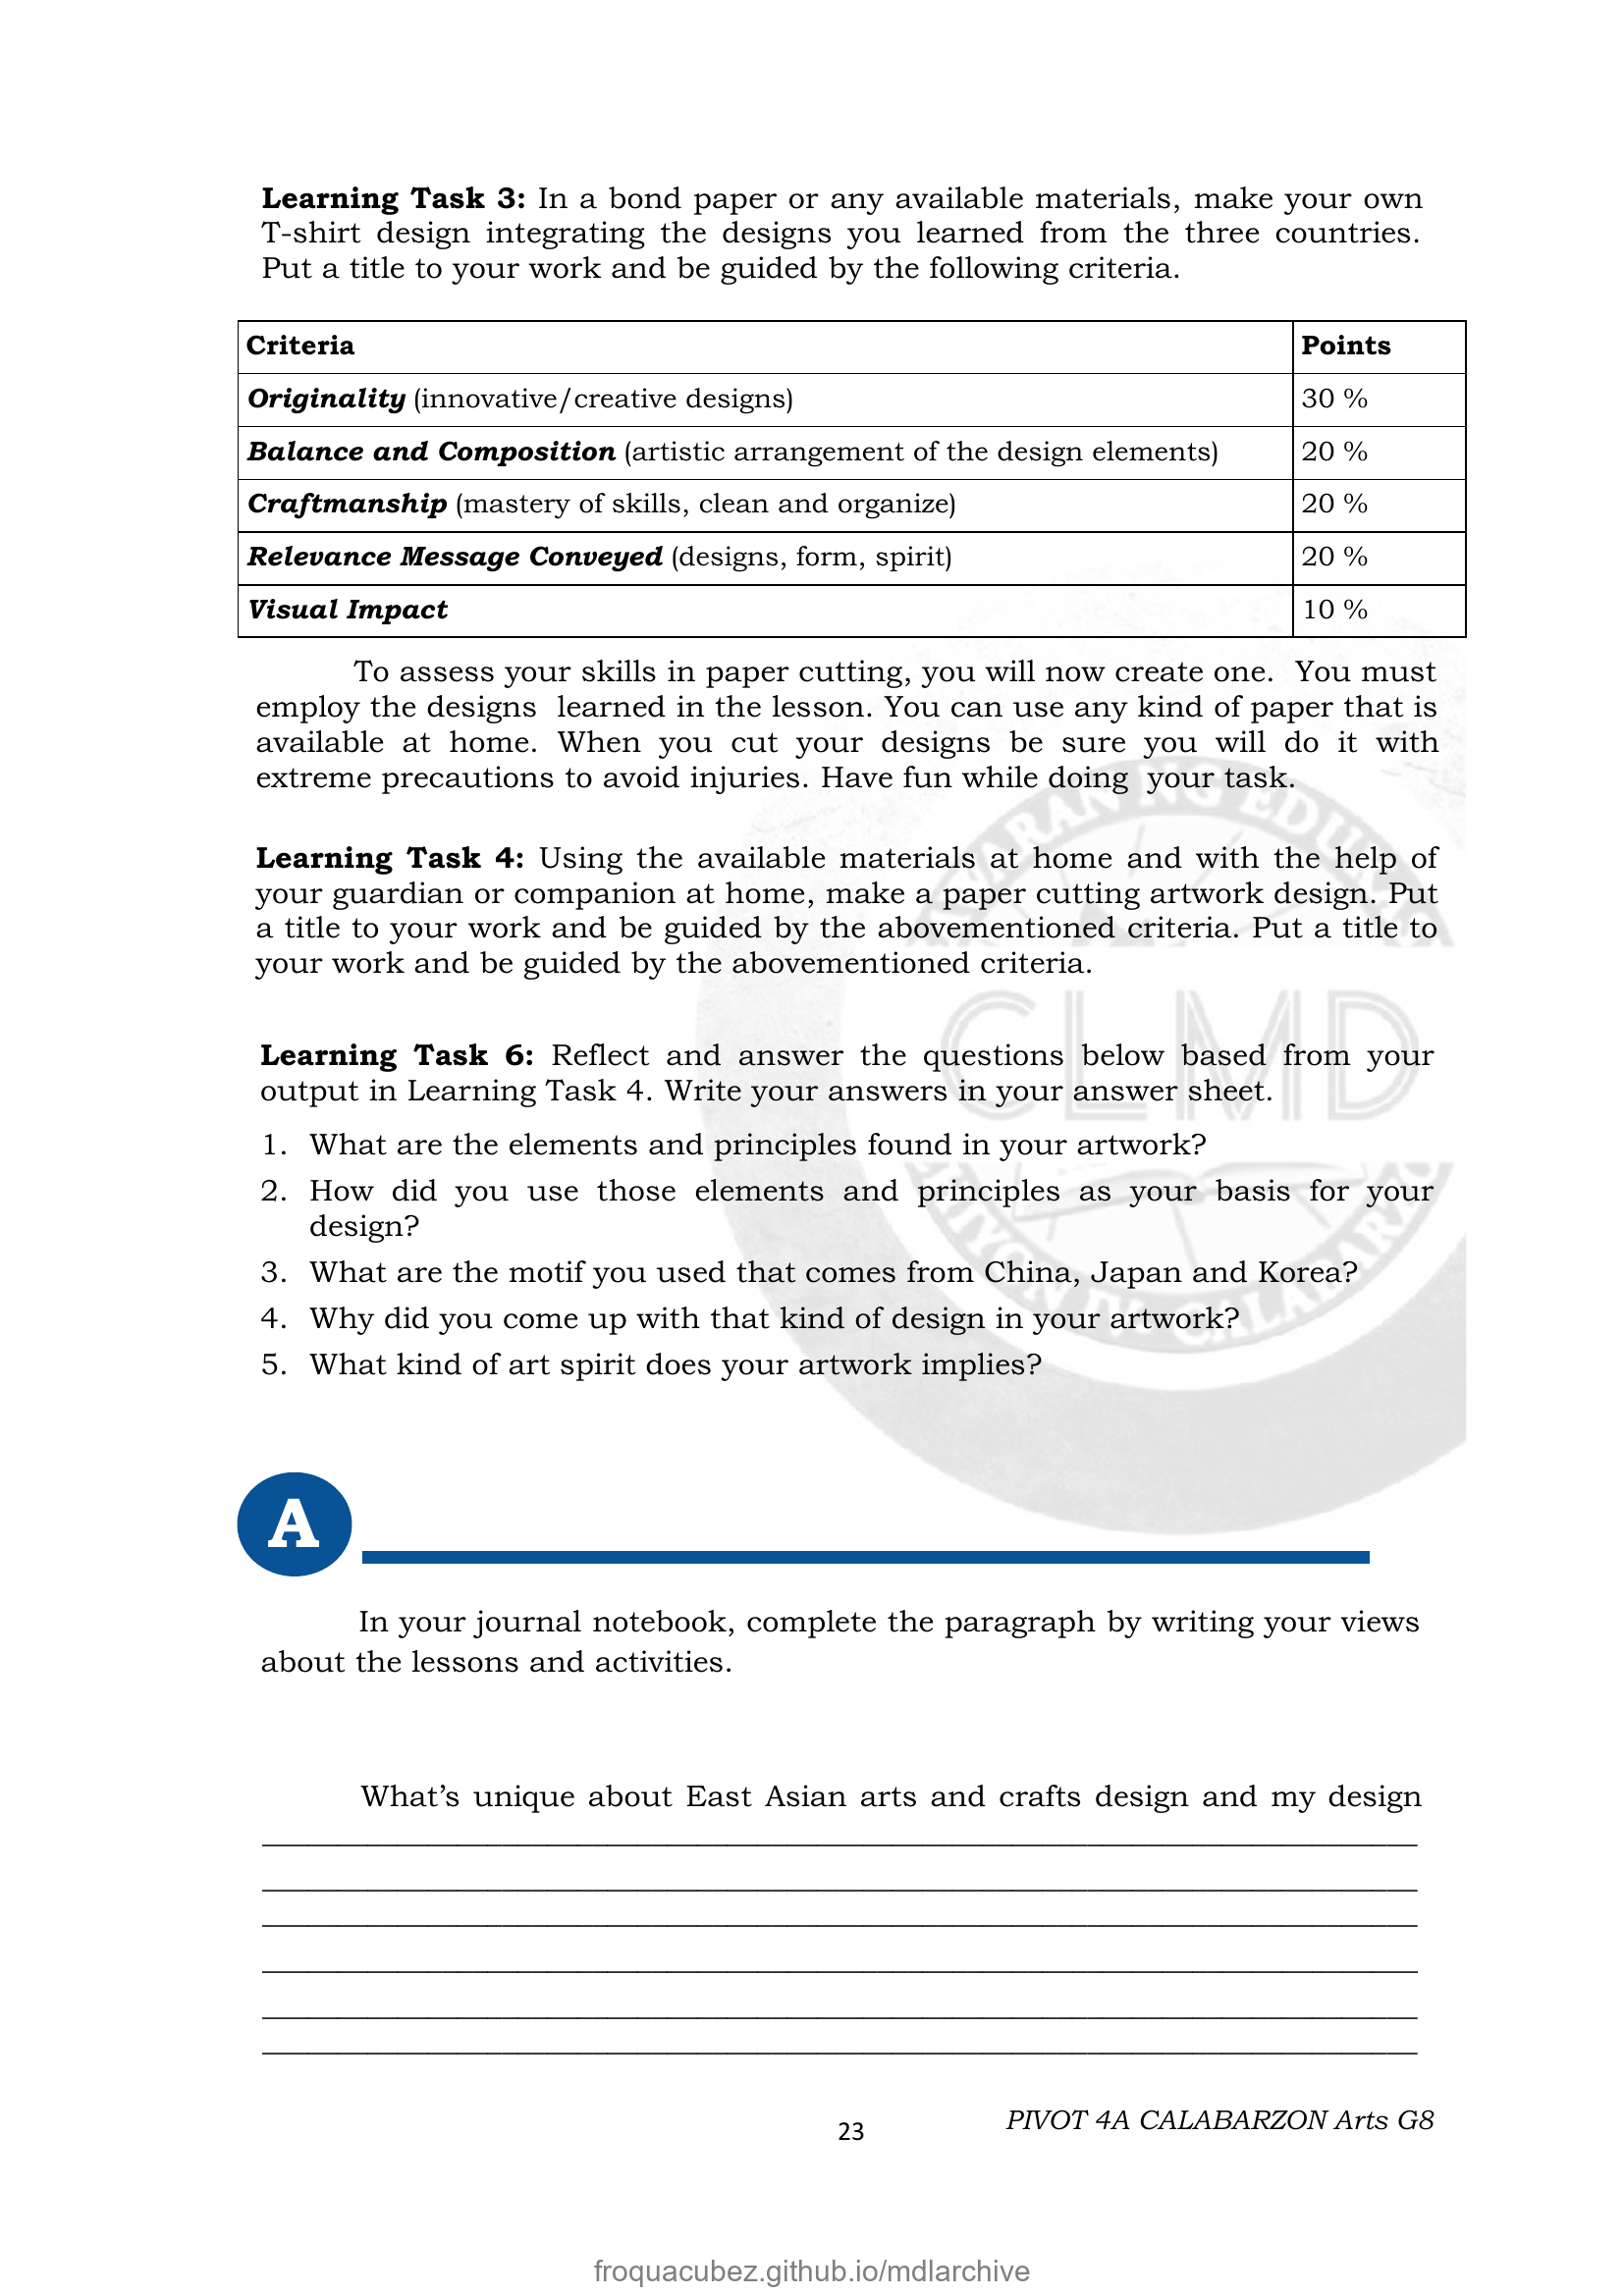 Learning Task 3: In a bond paper or any available materials, make your own
T-shirt design integrating the designs you learned from the three countries.
Put a title to your work and be guided by the following criteria.
Criteria Points
Originality (innovative/creative designs) 30 %
Balance and Composition (artistic arrangement of the design elements) 20 %
Craftmanship (mastery of skills, clean and organize) 20 %
Relevance Message Conveyed (designs, form, spirit) 20 %
Visual Impact 10 %
To assess your skills in paper cutting, you will now create one. You must
employ the designs learned in the lesson. You can use any kind of paper that is
available at home. When you cut your designs be sure you will do it with
extreme precautions to avoid injuries. Have fun while doing your task.
Learning Task 4: Using the available materials at home and with the help of
your guardian or companion at home, make a paper cutting artwork design. Put
a title to your work and be guided by the abovementioned criteria. Put a title to
your work and be guided by the abovementioned criteria.
CLMD
Learning Task 6: Reflect and answer the questions below based from your
output in Learning Task 4. Write your answers in your answer sheet.
1. What are the elements and principles found in your artwork?
2. How did you use those elements and principles as your basis for your
design?
3. What are the motif you used that comes from China, Japan and Korea?
4. Why did you come up with that kind of design in your artwork?
5. What kind of art spirit does your artwork implies?
A
In your journal notebook, complete the paragraph by writing your views
about the lessons and activities.
What’s unique about East Asian arts and crafts design and my design
23
PIVOT 4A CALABARZON Arts G8
froquacubez.github.io/mdlarchive